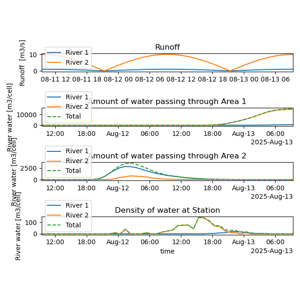 Runoff
Runoff [m3/s]
10
0
River 1
River 2
08-11 12 08-11 18 08-12 00 08-12 06 08-12 12 08-12 18 08-13 00 08-13 06
Amount of water passing through Area 1
River water [m3/cell]
10000
0
River 1
River 2
Total
12:00 18:00 Aug-12 06:00 12:00 18:00 Aug-13 06:00
2025-Aug-13
Amount of water passing through Area 2
River water [m3/cell]
2500
0
River 1
River 2
Total
12:00 18:00 Aug-12 06:00 12:00 18:00 Aug-13 06:00
2025-Aug-13
Density of water at Station
River water [m3/cell]
100
0
River 1
River 2
Total
12:00 18:00 Aug-12 06:00 12:00 18:00 Aug-13 06:00
time
2025-Aug-13